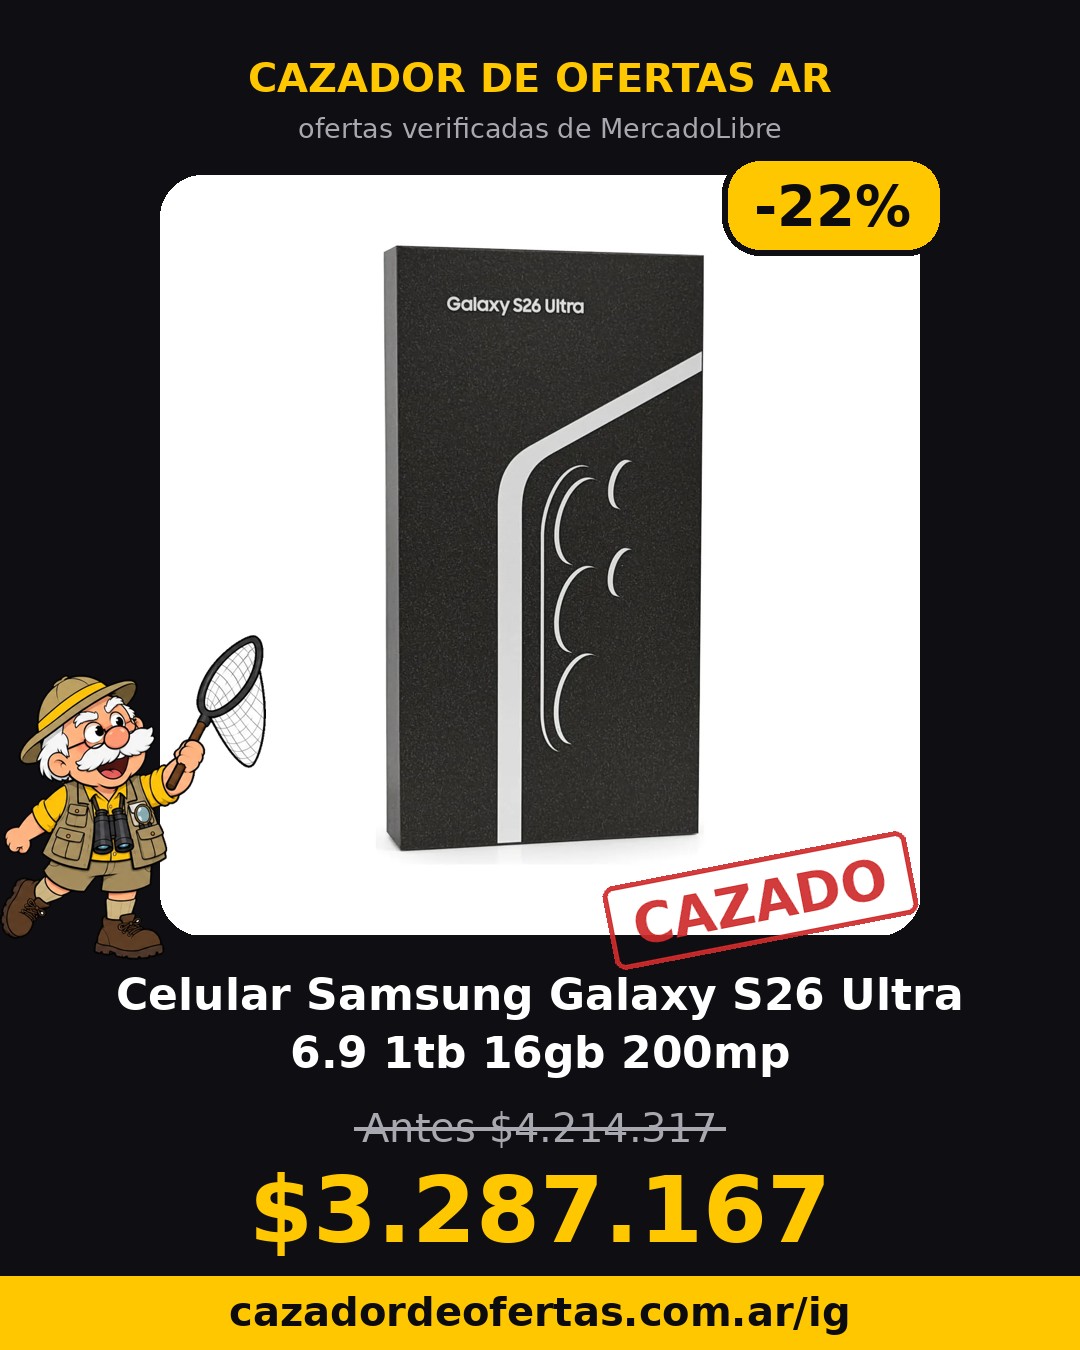 CAZADOR DE OFERTAS AR
ofertas verificadas de MercadoLibre
-22%
Galaxy S26 Ultra
CAZADO
Celular Samsung Galaxy S26 Ultra
6.9 1tb 16gb 200mp
Antes $4.214.317
$3.287.167
cazadordeofertas.com.ar/ig